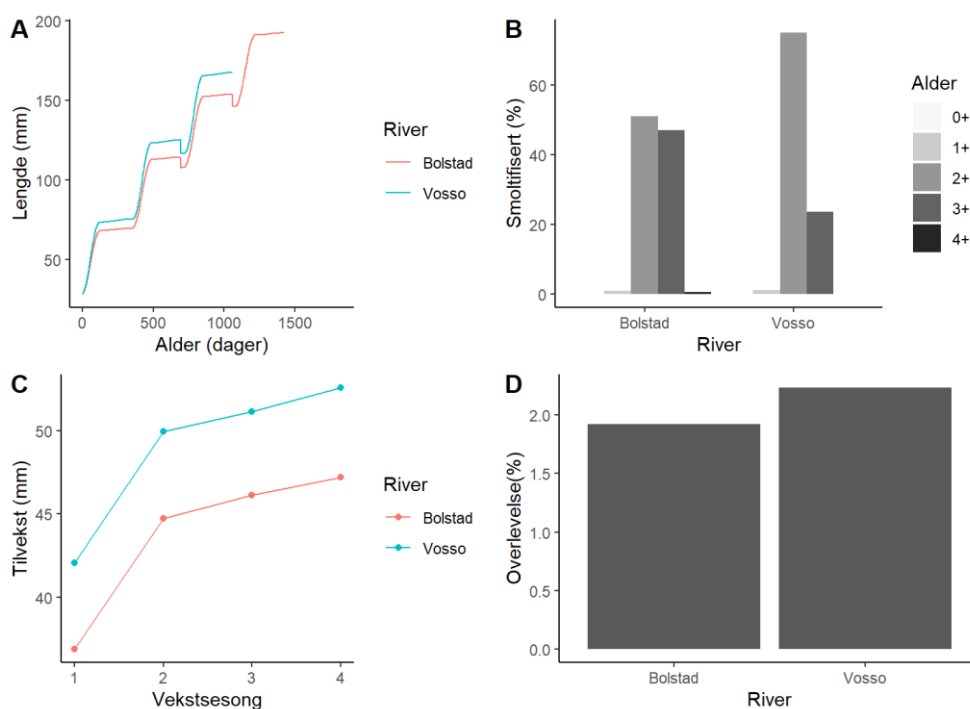 A
200
150
100
50
Lengde (mm)
0
500
1000
1500
Alder (dager)
River
Bolstad
Vosso
B
60
40
20
0
Smoltifisert (%)
Bolstad
Vosso
River
Alder
0+
1+
2+
3+
4+
C
50
45
40
Tilvekst (mm)
1
2
3
4
Vekstsesong
River
Bolstad
Vosso
D
2.0
1.5
1.0
0.5
0.0
Overlevelse(%)
Bolstad
Vosso
River